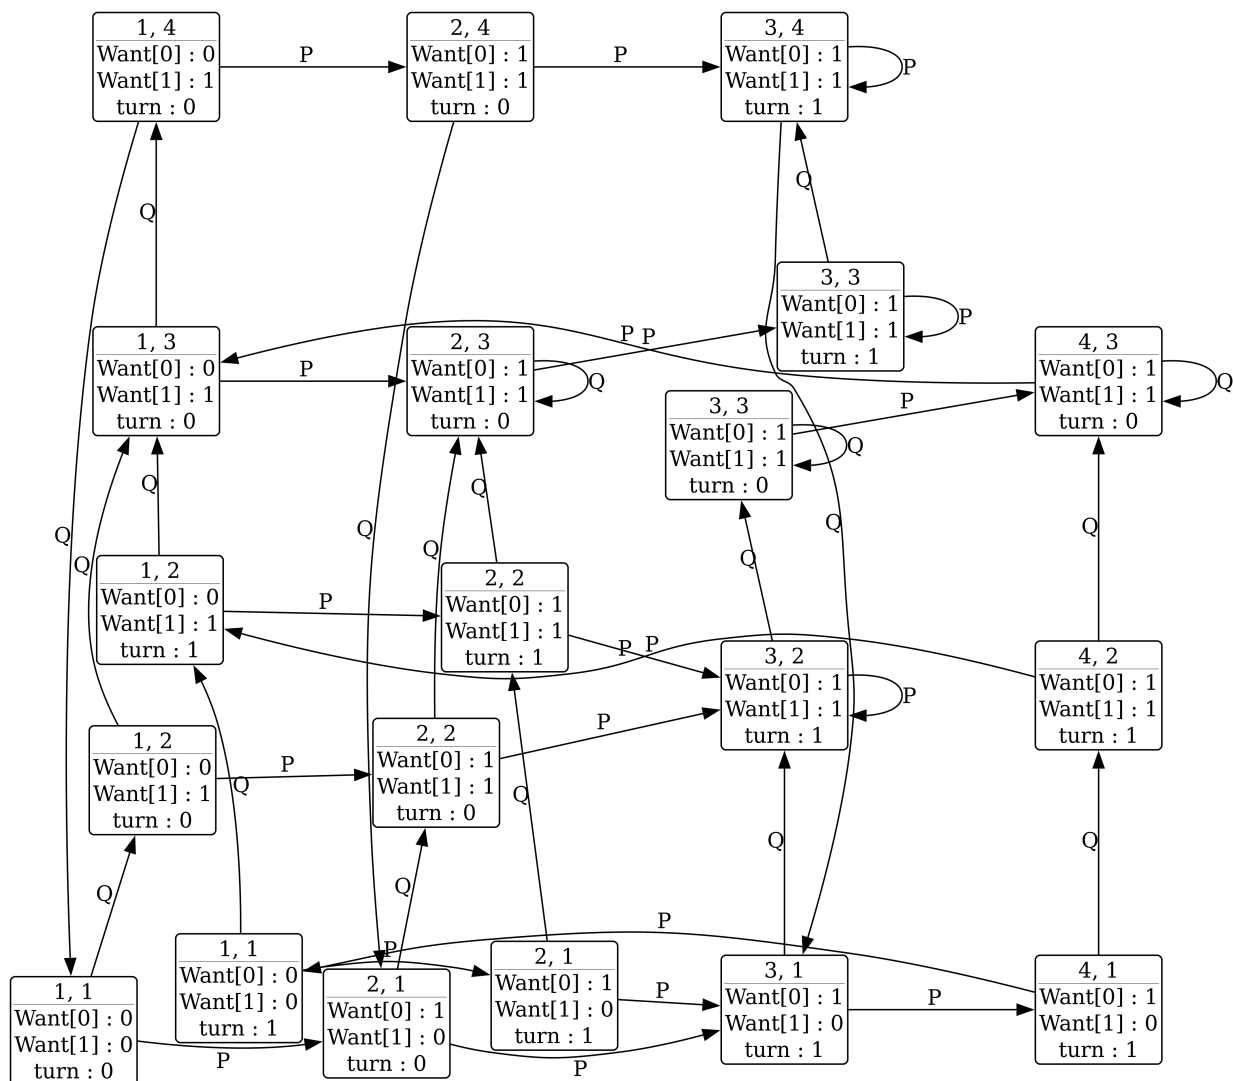 1, 4
Want[0] : 0
Want[1] : 1
turn : 0
P
2, 4
Want[0] : 1
Want[1] : 1
turn : 0
P
3, 4
Want[0] : 1
Want[1] : 1
turn : 1
P
Q
Q
3, 3
Want[0] : 1
Want[1] : 1
turn : 1
P
1, 3
Want[0] : 0
Want[1] : 1
turn : 0
P
2, 3
Want[0] : 1
Want[1] : 1
turn : 0
Q
P
P
4, 3
Want[0] : 1
Want[1] : 1
turn : 0
Q
3, 3
Want[0] : 1
Want[1] : 1
turn : 0
Q
P
Q
Q
Q
Q
Q
Q
Q
Q
Q
Q
1, 2
Want[0] : 0
Want[1] : 1
turn : 1
P
2, 2
Want[0] : 1
Want[1] : 1
turn : 1
P
P
3, 2
Want[0] : 1
Want[1] : 1
turn : 1
P
4, 2
Want[0] : 1
Want[1] : 1
turn : 1
1, 2
Want[0] : 0
Want[1] : 1
turn : 0
P
2, 2
Want[0] : 1
Want[1] : 1
turn : 0
P
Q
Q
Q
Q
Q
Q
1, 1
Want[0] : 0
Want[1] : 0
turn : 1
P
P
2, 1
Want[0] : 1
Want[1] : 0
turn : 1
P
3, 1
Want[0] : 1
Want[1] : 0
turn : 1
P
4, 1
Want[0] : 1
Want[1] : 0
turn : 1
1, 1
Want[0] : 0
Want[1] : 0
turn : 0
P
2, 1
Want[0] : 1
Want[1] : 0
turn : 0
P